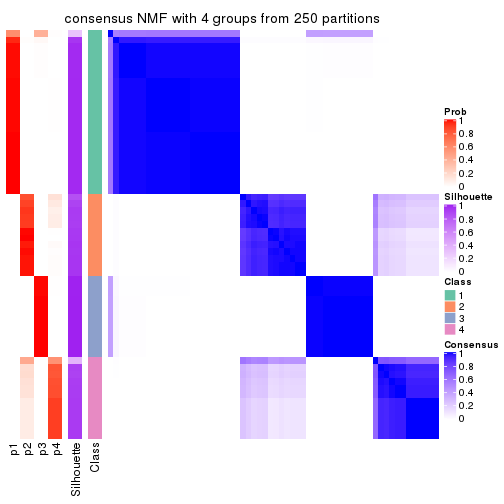 consensus NMF with 4 groups from 250 partitions
Prob
1
0.8
0.6
0.4
0.2
0
Silhouette
1
0.8
0.6
0.4
0.2
0
Class
1
2
3
4
Consensus
1
0.8
0.6
0.4
0.2
0
p1
p2
p3
p4
Silhouette
Class